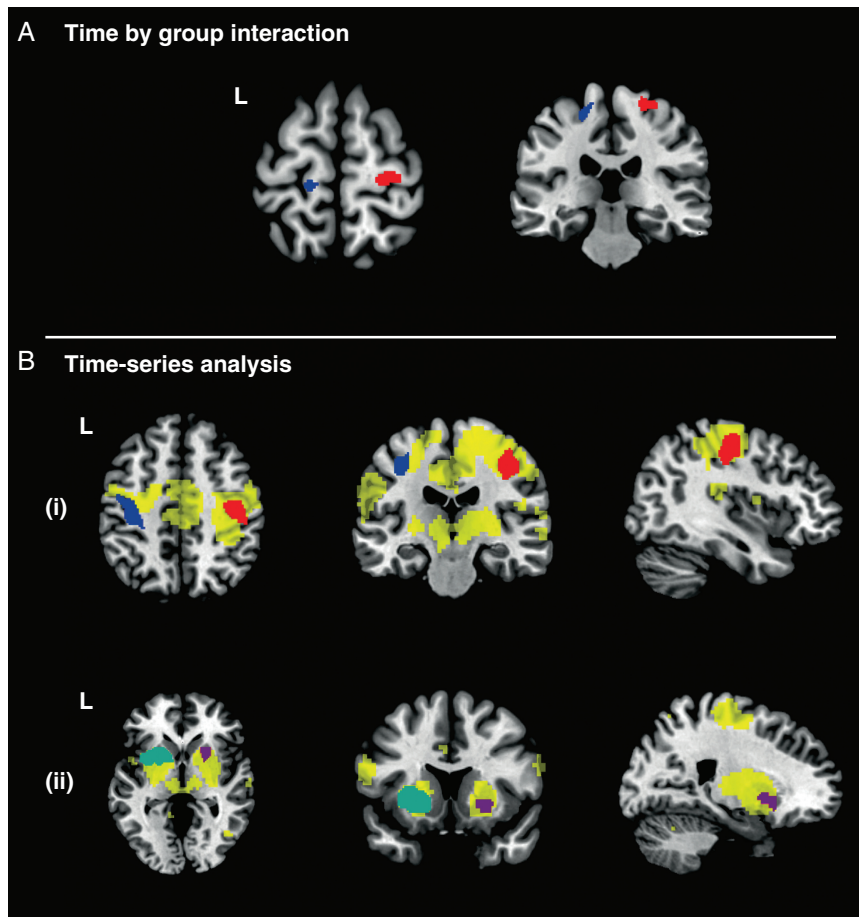 A Time by group interaction
L
B Time-series analysis
L
(i)
L
(ii)